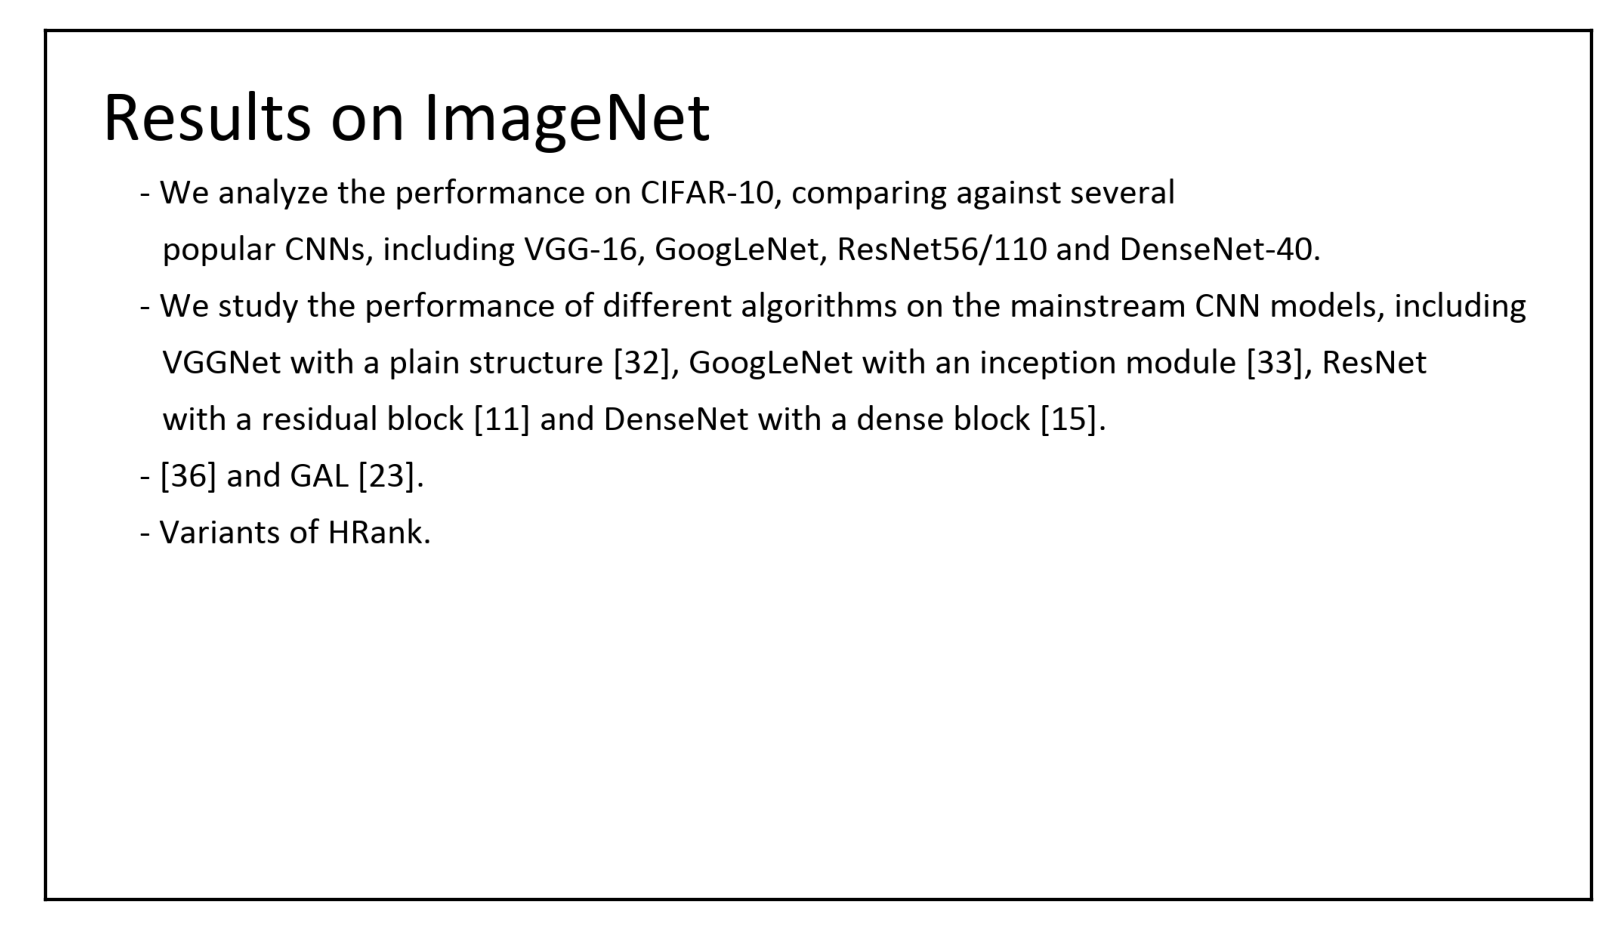 Results on ImageNet
- We analyze the performance on CIFAR-10, comparing against several
popular CNNs, including VGG-16, GoogLeNet, ResNet56/110 and DenseNet-40.
- We study the performance of different algorithms on the mainstream CNN models, including
VGGNet with a plain structure [32], GoogLeNet with an inception module [33], ResNet
with a residual block [11] and DenseNet with a dense block [15].
- [36] and GAL [23].
- Variants of HRank.